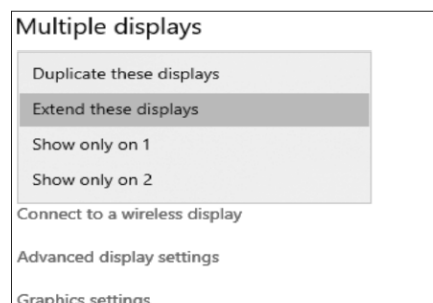 Multiple displays
Duplicate these displays
Extend these displays
Show only on 1
Show only on 2
Connect to a wireless display
Advanced display settings
Graphics settings